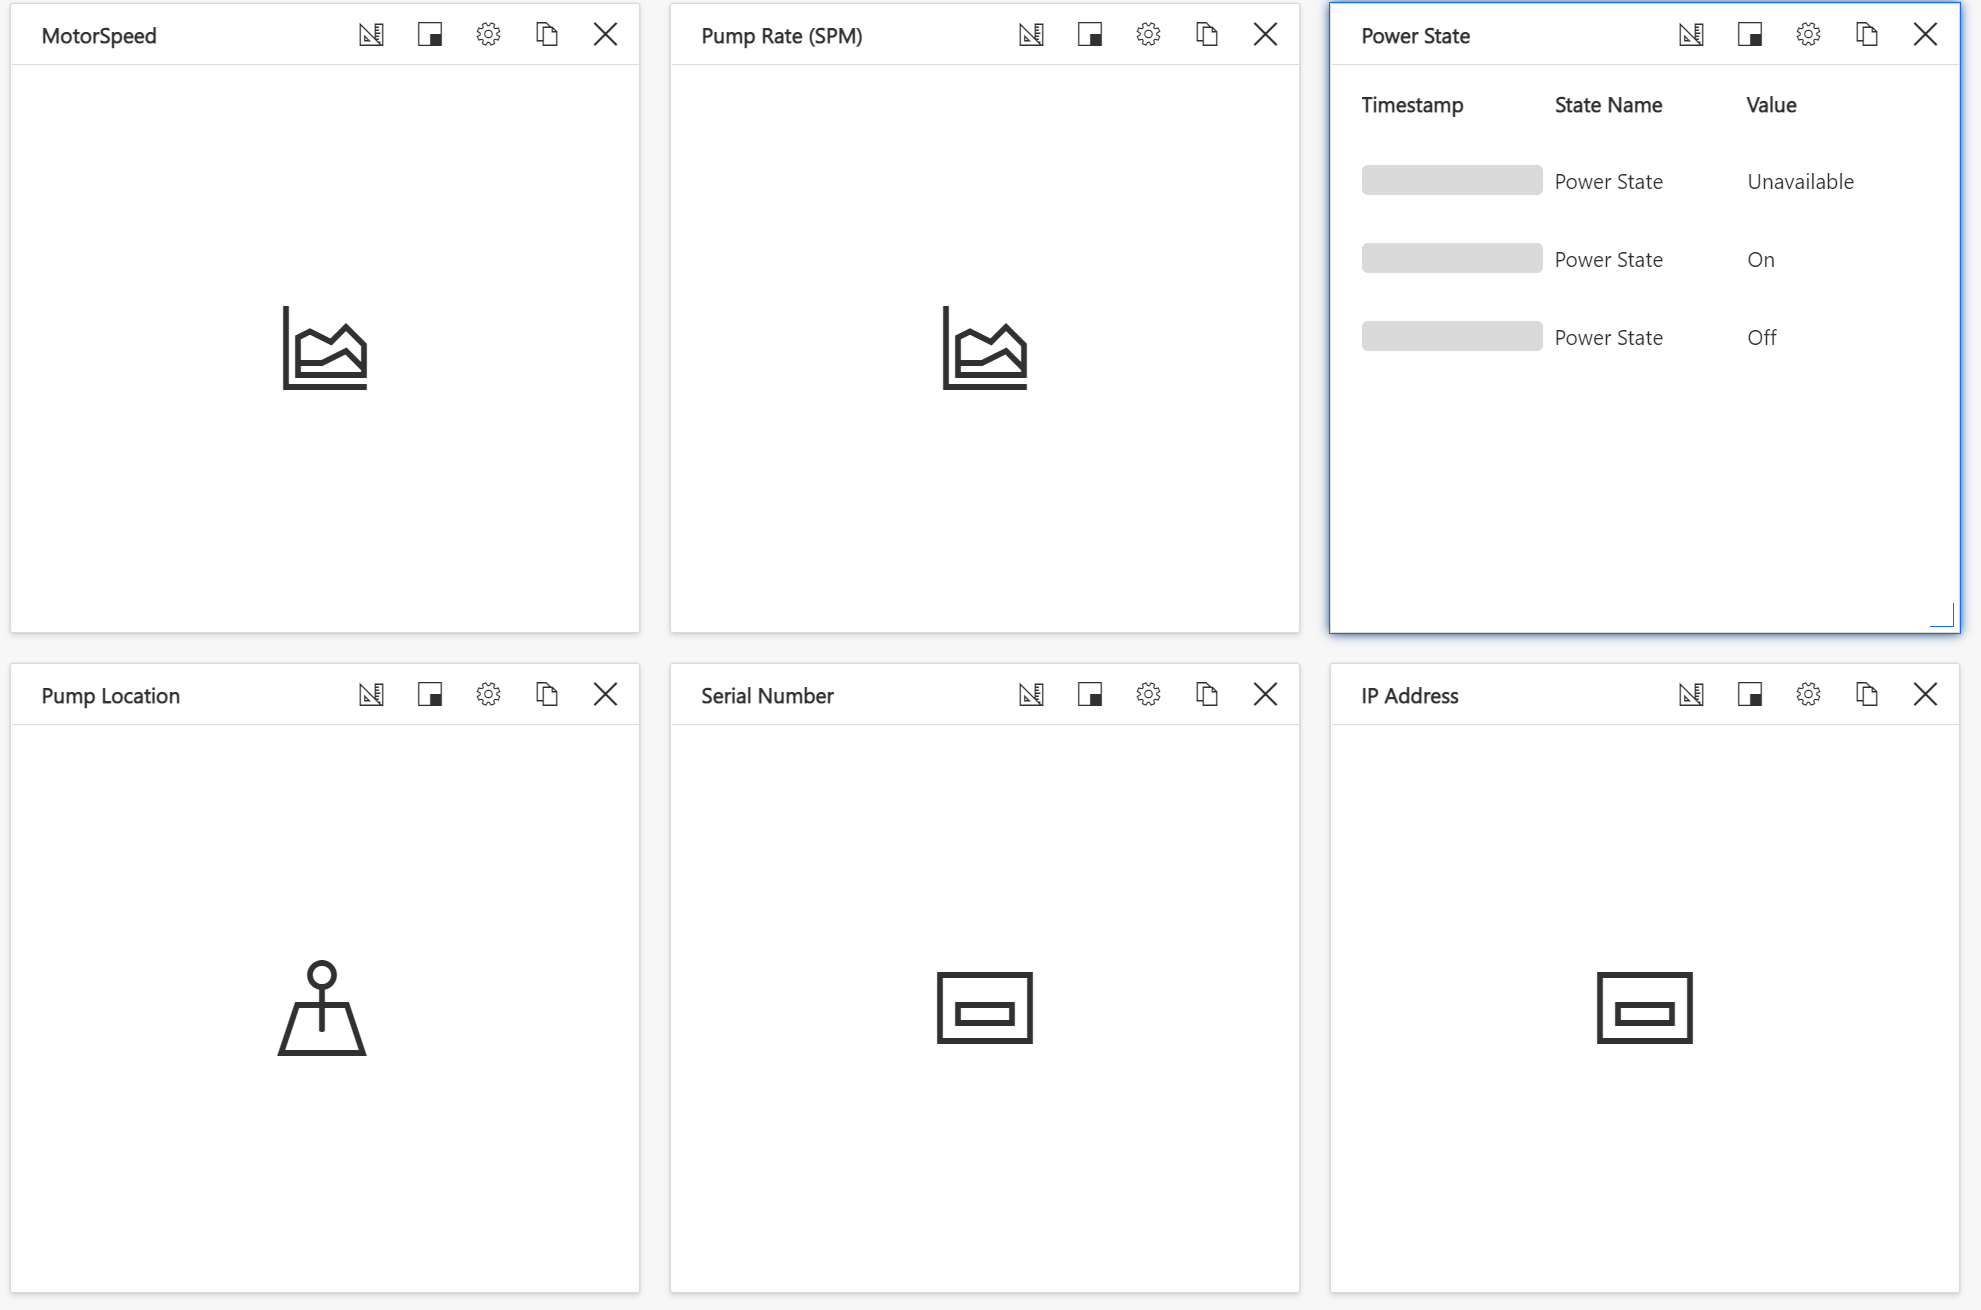 MotorSpeed
Pump Rate (SPM)
Power State
Timestamp State Name Value
Power State Unavailable
Power State On
Power State Off
Pump Location
Serial Number
IP Address